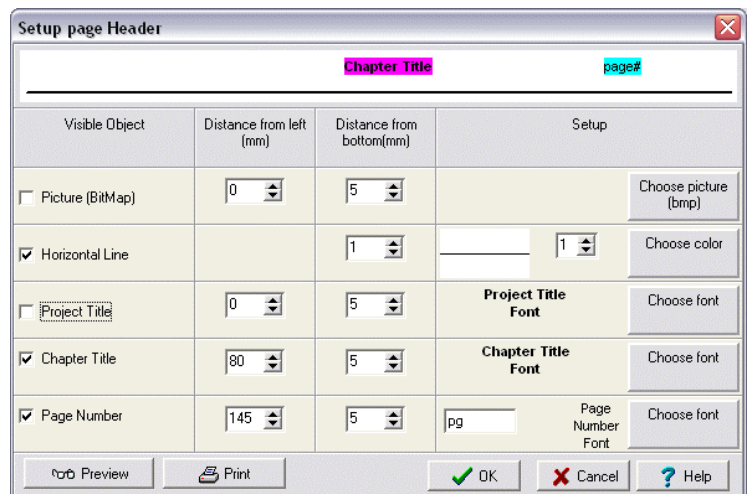 Setup page Header
Chapter Title page#
Visible Object Distance from left (mm) Distance from bottom(mm) Setup
Picture (BitMap) 0 5 Choose picture (bmp)
Horizontal Line 1 1 Choose color
Project Title 0 5 Project Title Font Choose font
Chapter Title 80 5 Chapter Title Font Choose font
Page Number 145 5 pg Page Number Font Choose font
Preview Print OK Cancel Help